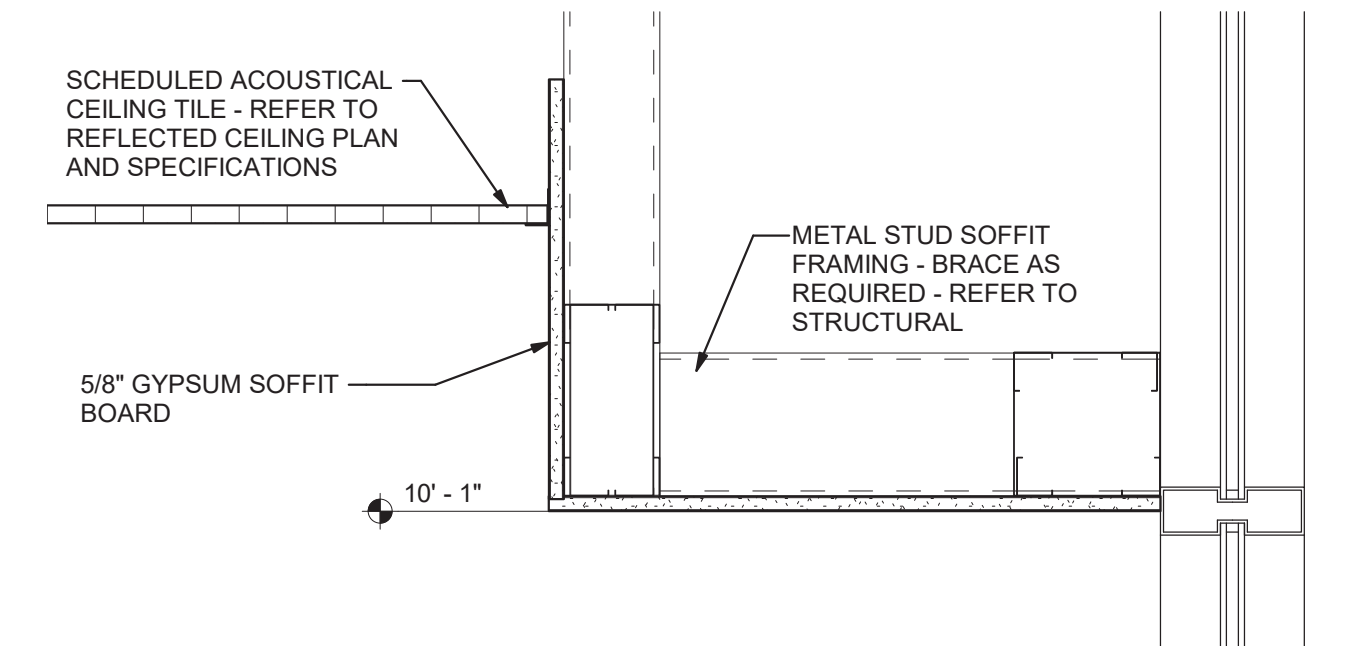 SCHEDULED ACOUSTICAL
CEILING TILE - REFER TO
REFLECTED CEILING PLAN
AND SPECIFICATIONS
METAL STUD SOFFIT
FRAMING - BRACE AS
REQUIRED - REFER TO
STRUCTURAL
5/8" GYPSUM SOFFIT
BOARD
10' - 1"